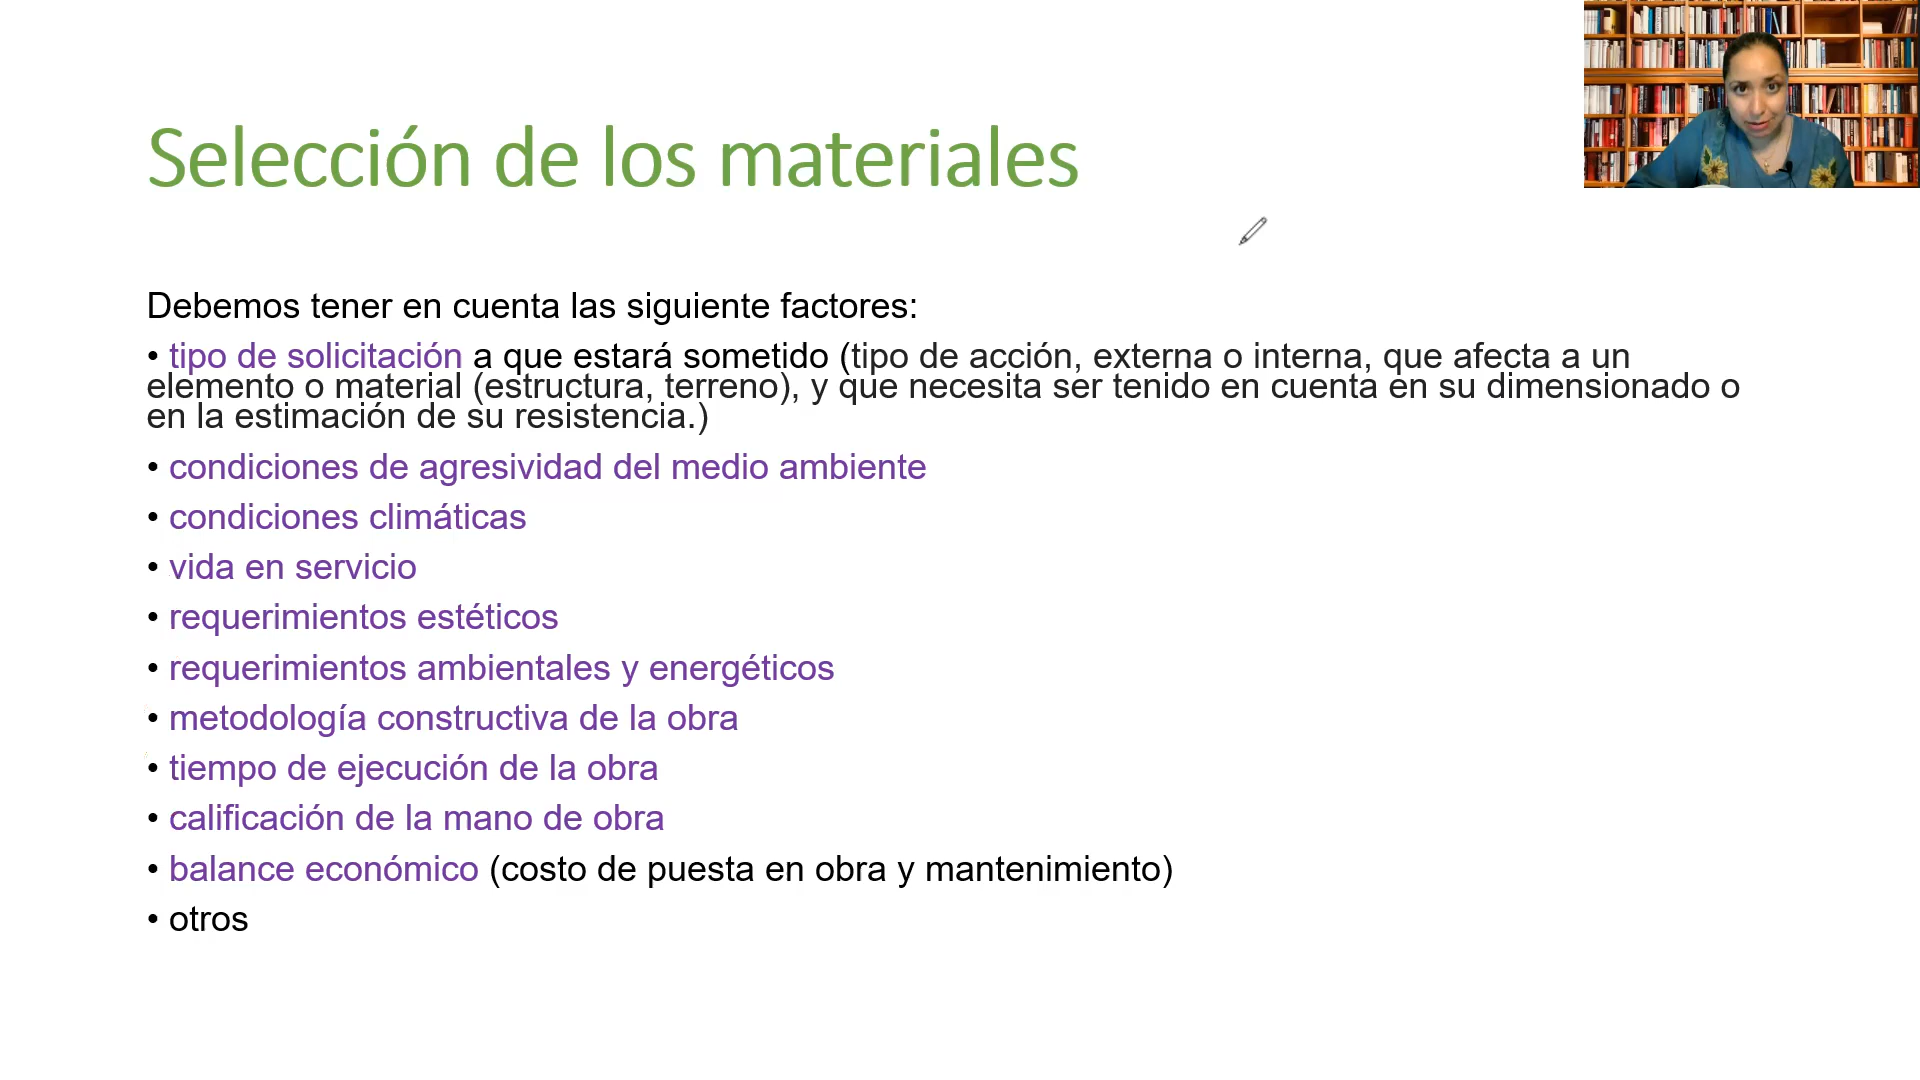 Selección de los materiales
Debemos tener en cuenta las siguiente factores:
• tipo de solicitación a que estará sometido (tipo de acción, externa o interna, que afecta a un
elemento o material (estructura, terreno), y que necesita ser tenido en cuenta en su dimensionado o
en la estimación de su resistencia.)
• condiciones de agresividad del medio ambiente
• condiciones climáticas
• vida en servicio
• requerimientos estéticos
• requerimientos ambientales y energéticos
• metodología constructiva de la obra
• tiempo de ejecución de la obra
• calificación de la mano de obra
• balance económico (costo de puesta en obra y mantenimiento)
• otros